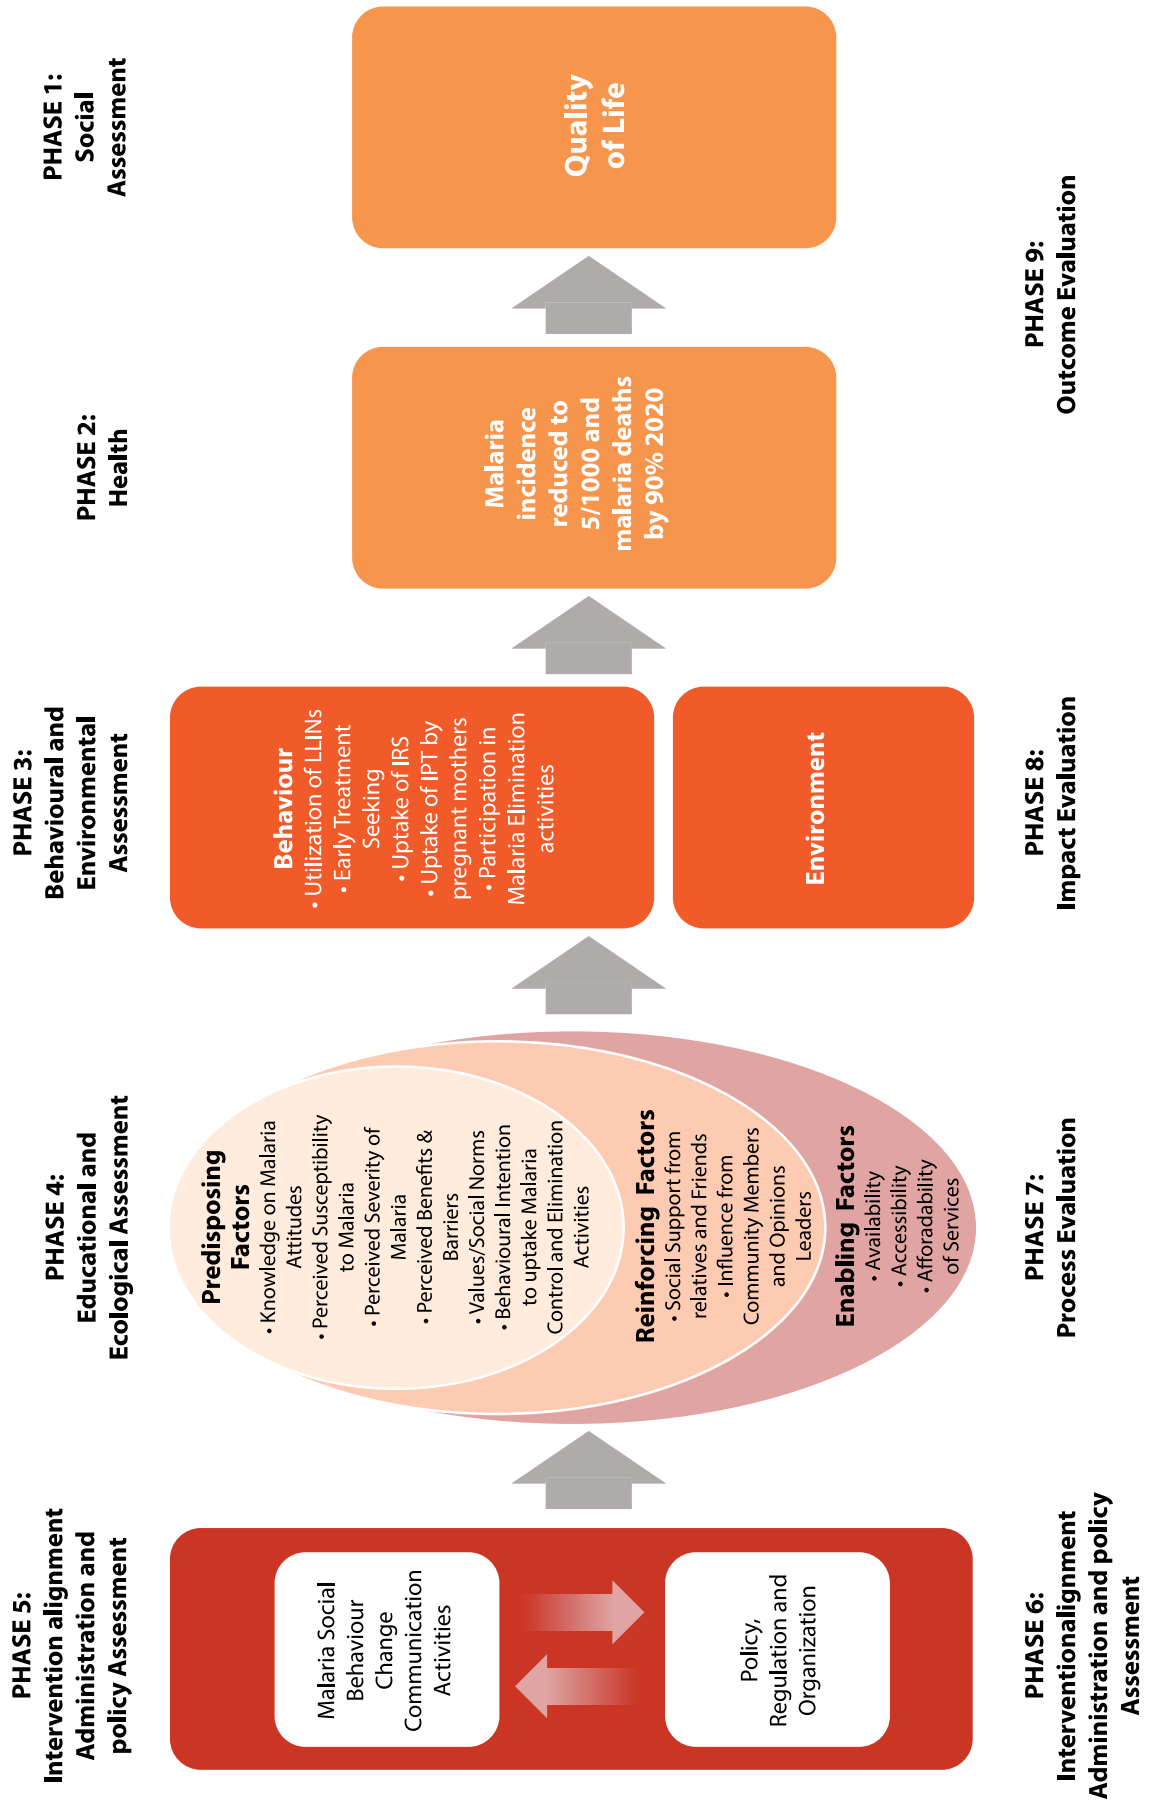 PHASE 5:
Intervention alignment
Administration and
policy Assessment
PHASE 4:
Educational and
Ecological Assessment
PHASE 3:
Behavioural and
Environmental
Assessment
PHASE 2:
Health
PHASE 1:
Social
Assessment
Malaria Social
Behaviour
Change
Communication
Activities
Policy,
Regulation and
Organization
Predisposing
Factors
• Knowledge on Malaria
Attitudes
• Perceived Susceptibility
to Malaria
• Perceived Severity of
Malaria
• Perceived Benefits &
Barriers
• Values/Social Norms
• Behavioural Intention
to uptake Malaria
Control and Elimination
Activities
Reinforcing Factors
• Social Support from
relatives and Friends
• Influence from
Community Members
and Opinions
Leaders
Enabling Factors
• Availability
• Accessibility
• Afforadability
of Services
Behaviour
• Utilization of LLINs
• Early Treatment
Seeking
• Uptake of IRS
• Uptake of IPT by
pregnant mothers
• Participation in
Malaria Elimination
activities
Environment
Malaria
incidence
reduced to
5/1000 and
malaria deaths
by 90% 2020
Quality
of Life
PHASE 6:
Interventionalignment
Administration and policy
Assessment
PHASE 7:
Process Evaluation
PHASE 8:
Impact Evaluation
PHASE 9:
Outcome Evaluation